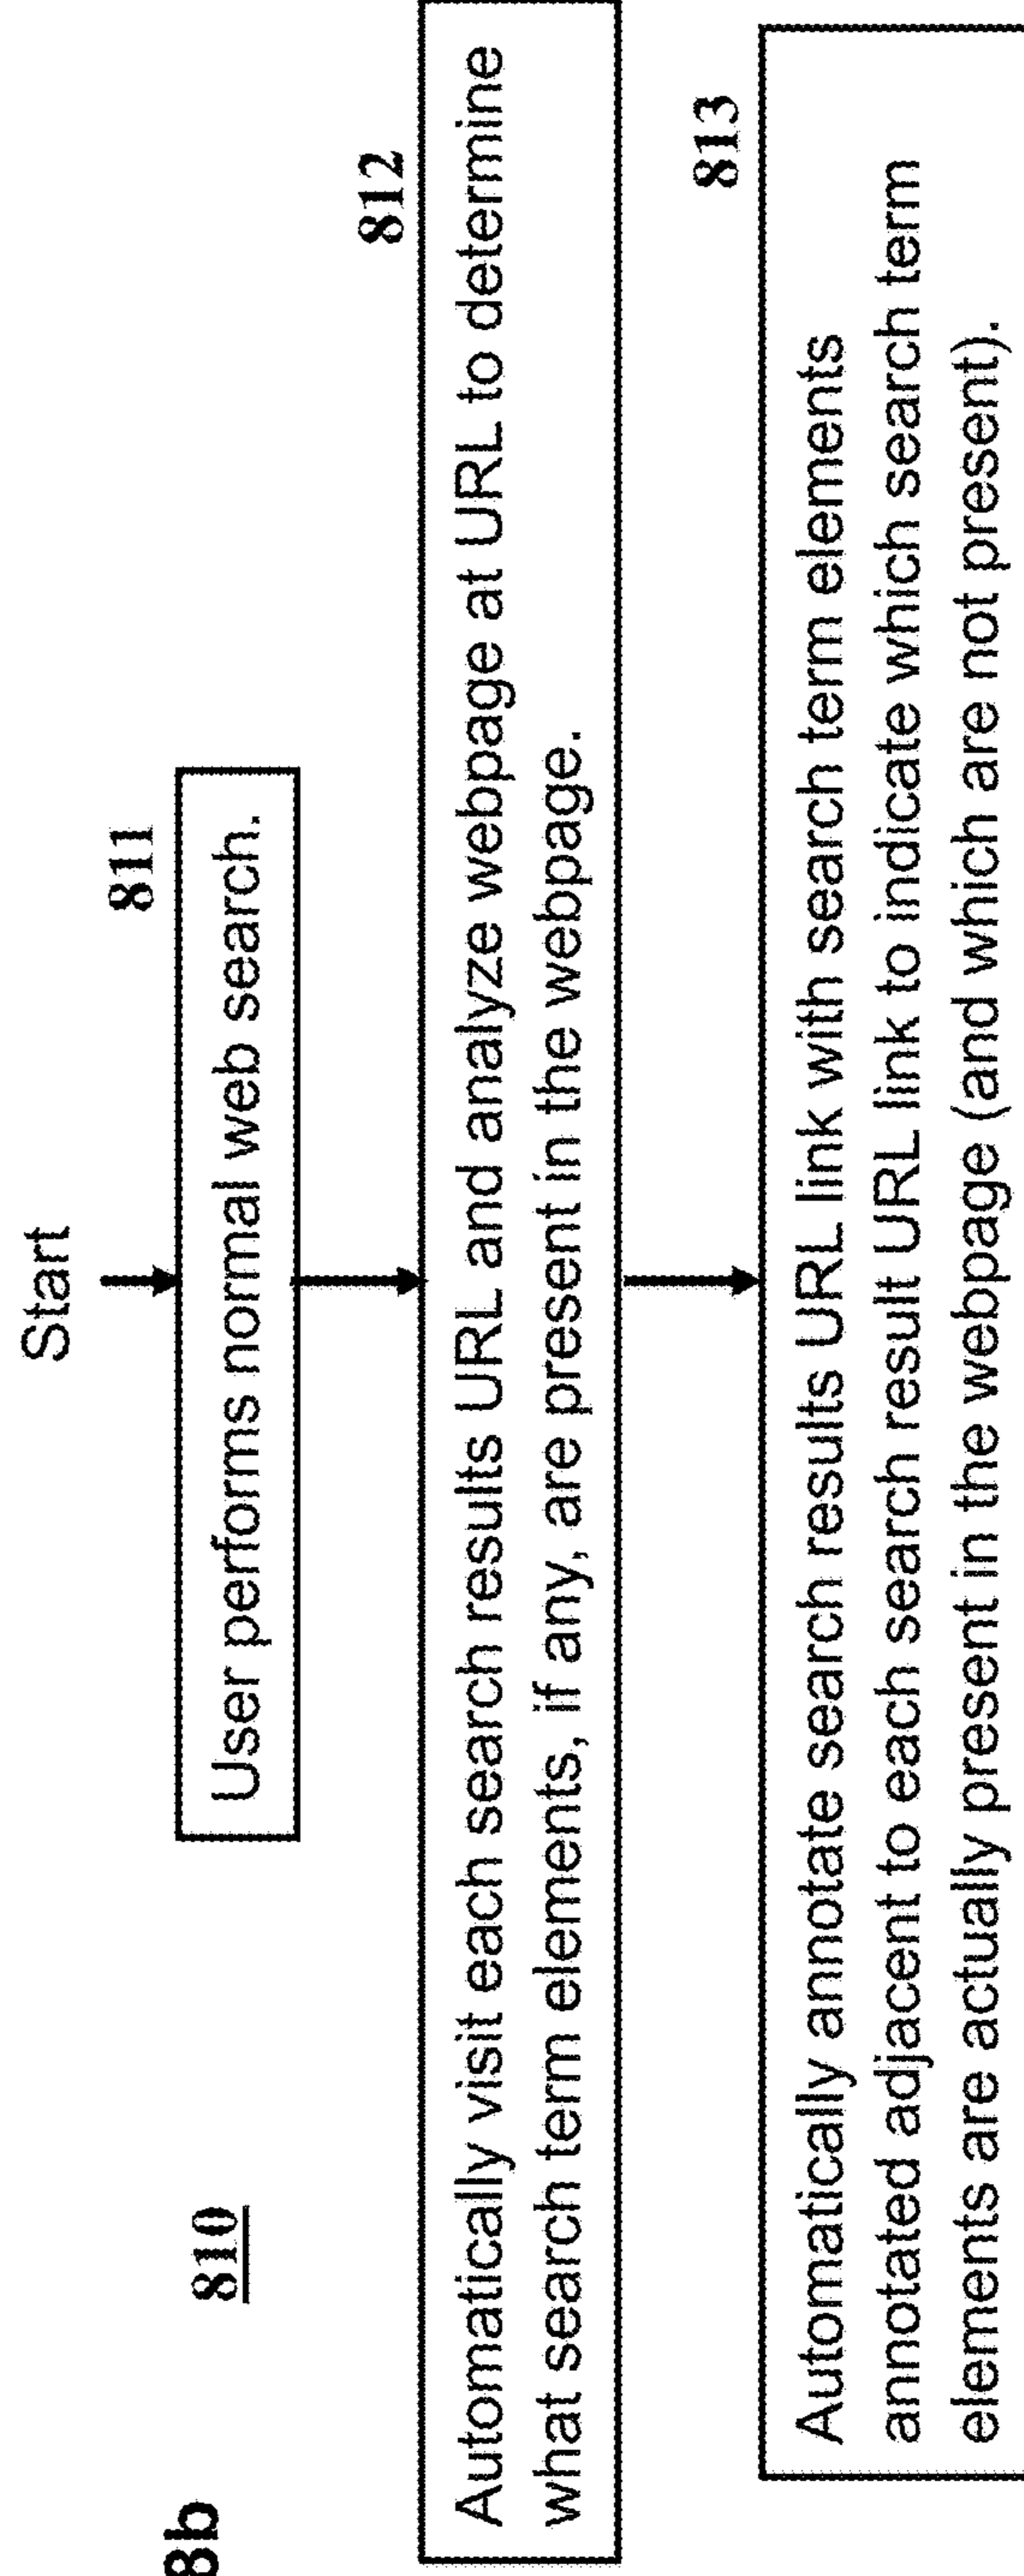 8b
810
Start
811
User performs normal web search.
812
Automatically visit each search results URL and analyze webpage at URL to determine
what search term elements, if any, are present in the webpage.
813
Automatically annotate search results URL link with search term elements
annotated adjacent to each search result URL link to indicate which search term
elements are actually present in the webpage (and which are not present).